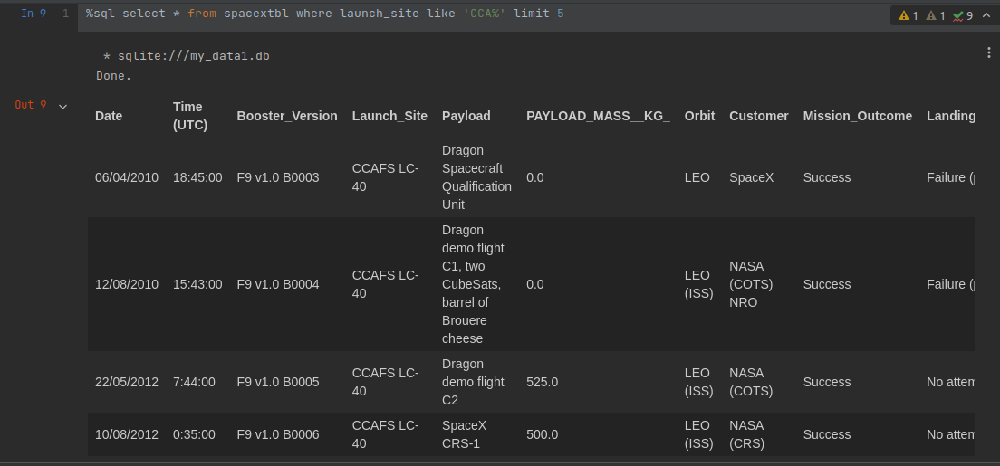 In 9 1 %sql select * from spacextbl where launch_site like 'CCA%' limit 5
1 1 9
* sqlite:///my_data1.db
Done.
Out 9
Date Time (UTC) Booster_Version Launch_Site Payload PAYLOAD_MASS__KG_ Orbit Customer Mission_Outcome Landing
06/04/2010 18:45:00 F9 v1.0 B0003 CCAFS LC-40 Dragon Spacecraft Qualification Unit 0.0 LEO SpaceX Success Failure (p
12/08/2010 15:43:00 F9 v1.0 B0004 CCAFS LC-40 Dragon demo flight C1, two CubeSats, barrel of Brouere cheese 0.0 LEO (ISS) NASA (COTS) NRO Success Failure (p
22/05/2012 7:44:00 F9 v1.0 B0005 CCAFS LC-40 Dragon demo flight C2 525.0 LEO (ISS) NASA (COTS) Success No attem
10/08/2012 0:35:00 F9 v1.0 B0006 CCAFS LC-40 SpaceX CRS-1 500.0 LEO (ISS) NASA (CRS) Success No attem